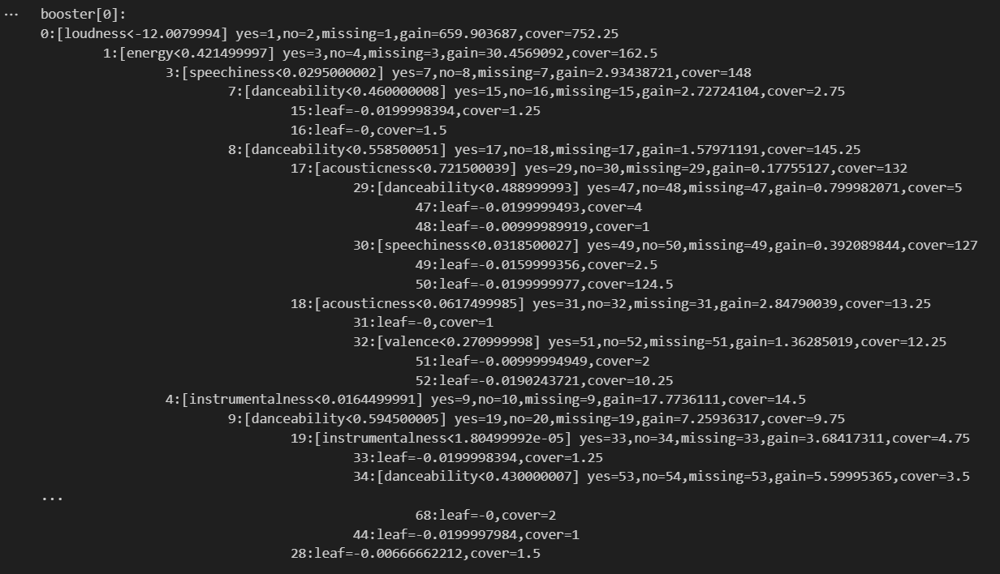 ... booster[0]:
0:[loudness<-12.0079994] yes=1,no=2,missing=1,gain=659.903687,cover=752.25
1:[energy<0.421499997] yes=3,no=4,missing=3,gain=30.4569092,cover=162.5
3:[speechiness<0.0295000002] yes=7,no=8,missing=7,gain=2.93438721,cover=148
7:[danceability<0.460000008] yes=15,no=16,missing=15,gain=2.72724104,cover=2.75
15:leaf=-0.0199998394,cover=1.25
16:leaf=-0,cover=1.5
8:[danceability<0.558500051] yes=17,no=18,missing=17,gain=1.57971191,cover=145.25
17:[acousticness<0.721500039] yes=29,no=30,missing=29,gain=0.17755127,cover=132
29:[danceability<0.488999993] yes=47,no=48,missing=47,gain=0.799982071,cover=5
47:leaf=-0.0199999493,cover=4
48:leaf=-0.00999989919,cover=1
30:[speechiness<0.0318500027] yes=49,no=50,missing=49,gain=0.392089844,cover=127
49:leaf=-0.0159999356,cover=2.5
50:leaf=-0.0199999977,cover=124.5
18:[acousticness<0.0617499985] yes=31,no=32,missing=31,gain=2.84790039,cover=13.25
31:leaf=-0,cover=1
32:[valence<0.270999998] yes=51,no=52,missing=51,gain=1.36285019,cover=12.25
51:leaf=-0.00999994949,cover=2
52:leaf=-0.0190243721,cover=10.25
4:[instrumentalness<0.0164499991] yes=9,no=10,missing=9,gain=17.7736111,cover=14.5
9:[danceability<0.594500005] yes=19,no=20,missing=19,gain=7.25936317,cover=9.75
19:[instrumentalness<1.80499992e-05] yes=33,no=34,missing=33,gain=3.68417311,cover=4.75
33:leaf=-0.0199998394,cover=1.25
34:[danceability<0.430000007] yes=53,no=54,missing=53,gain=5.59995365,cover=3.5
...
68:leaf=-0,cover=2
44:leaf=-0.0199997984,cover=1
28:leaf=-0.00666662212,cover=1.5